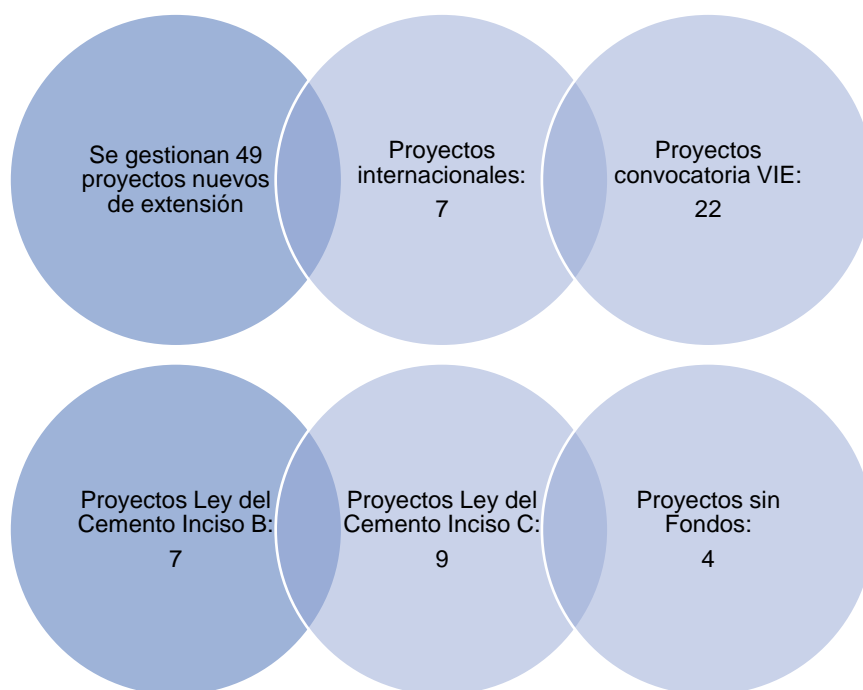 Se gestionan 49
proyectos nuevos
de extensión
Proyectos
internacionales:
7
Proyectos
convocatoria VIE:
22
Proyectos Ley del
Cemento Inciso B:
7
Proyectos Ley del
Cemento Inciso C:
9
Proyectos sin
Fondos:
4